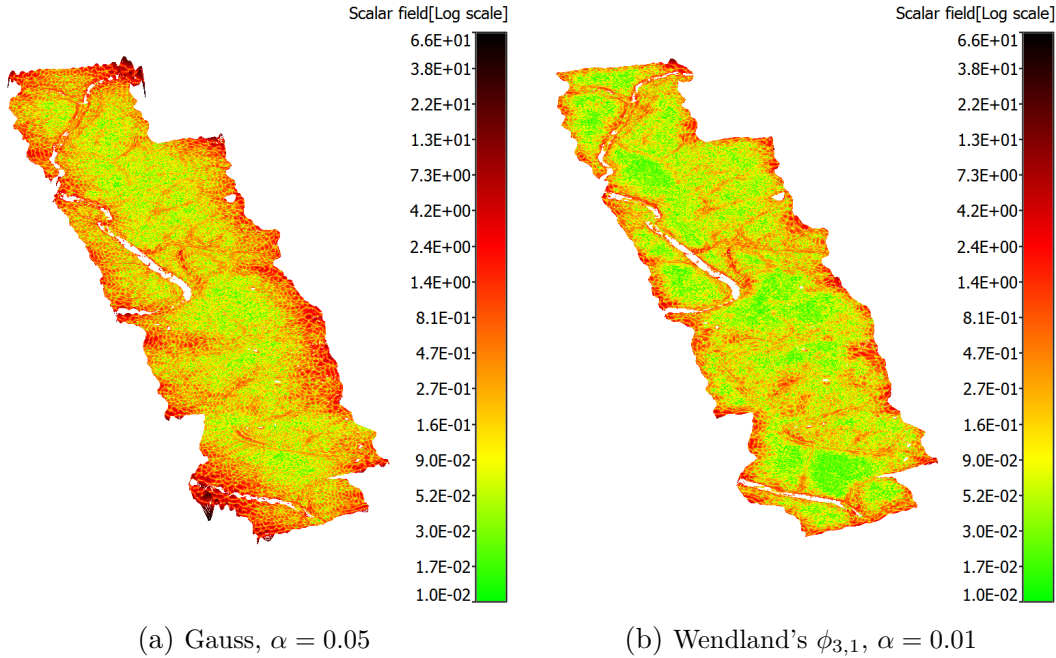 Scalar field[Log scale]
6.6E+01
3.8E+01
2.2E+01
1.3E+01
7.3E+00
4.2E+00
2.4E+00
1.4E+00
8.1E-01
4.7E-01
2.7E-01
1.6E-01
9.0E-02
5.2E-02
3.0E-02
1.7E-02
1.0E-02
(a) Gauss, α = 0.05
Scalar field[Log scale]
6.6E+01
3.8E+01
2.2E+01
1.3E+01
7.3E+00
4.2E+00
2.4E+00
1.4E+00
8.1E-01
4.7E-01
2.7E-01
1.6E-01
9.0E-02
5.2E-02
3.0E-02
1.7E-02
1.0E-02
(b) Wendland's ϕ₃,₁, α = 0.01